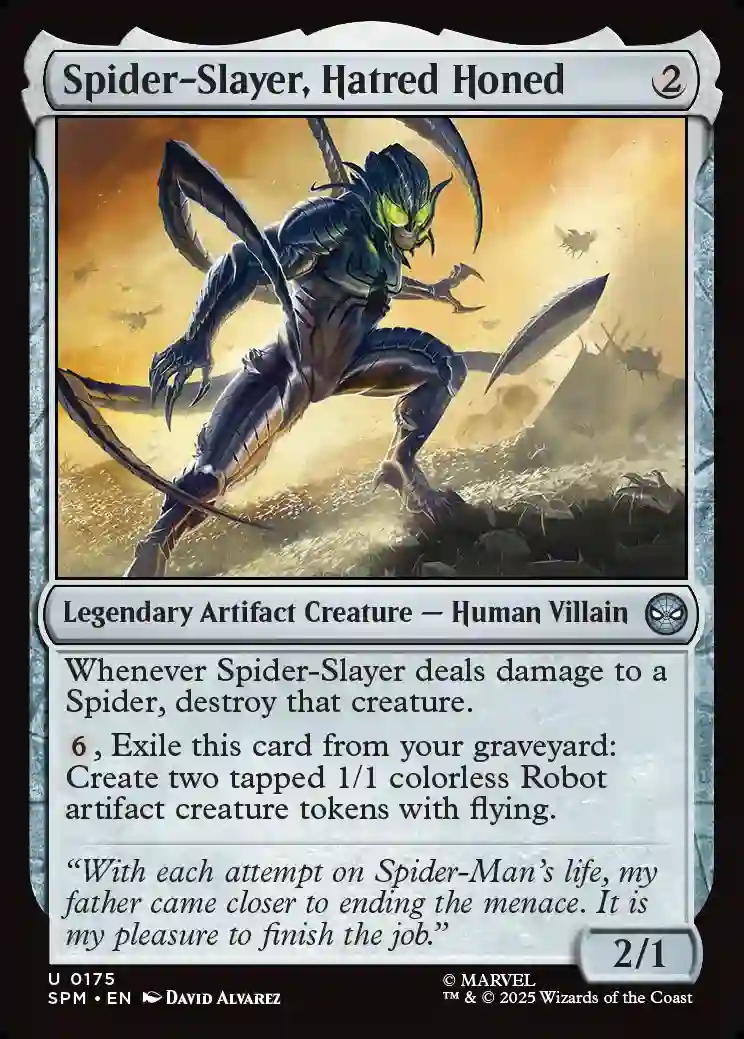 Spider-Slayer, Hatred Honed 2
Legendary Artifact Creature — Human Villain
Whenever Spider-Slayer deals damage to a
Spider, destroy that creature.
6, Exile this card from your graveyard:
Create two tapped 1/1 colorless Robot
artifact creature tokens with flying.
“With each attempt on Spider-Man’s life, my
father came closer to ending the menace. It is
my pleasure to finish the job.”
2/1
U 0175
SPM • EN David Alvarez
© MARVEL
™ & © 2025 Wizards of the Coast